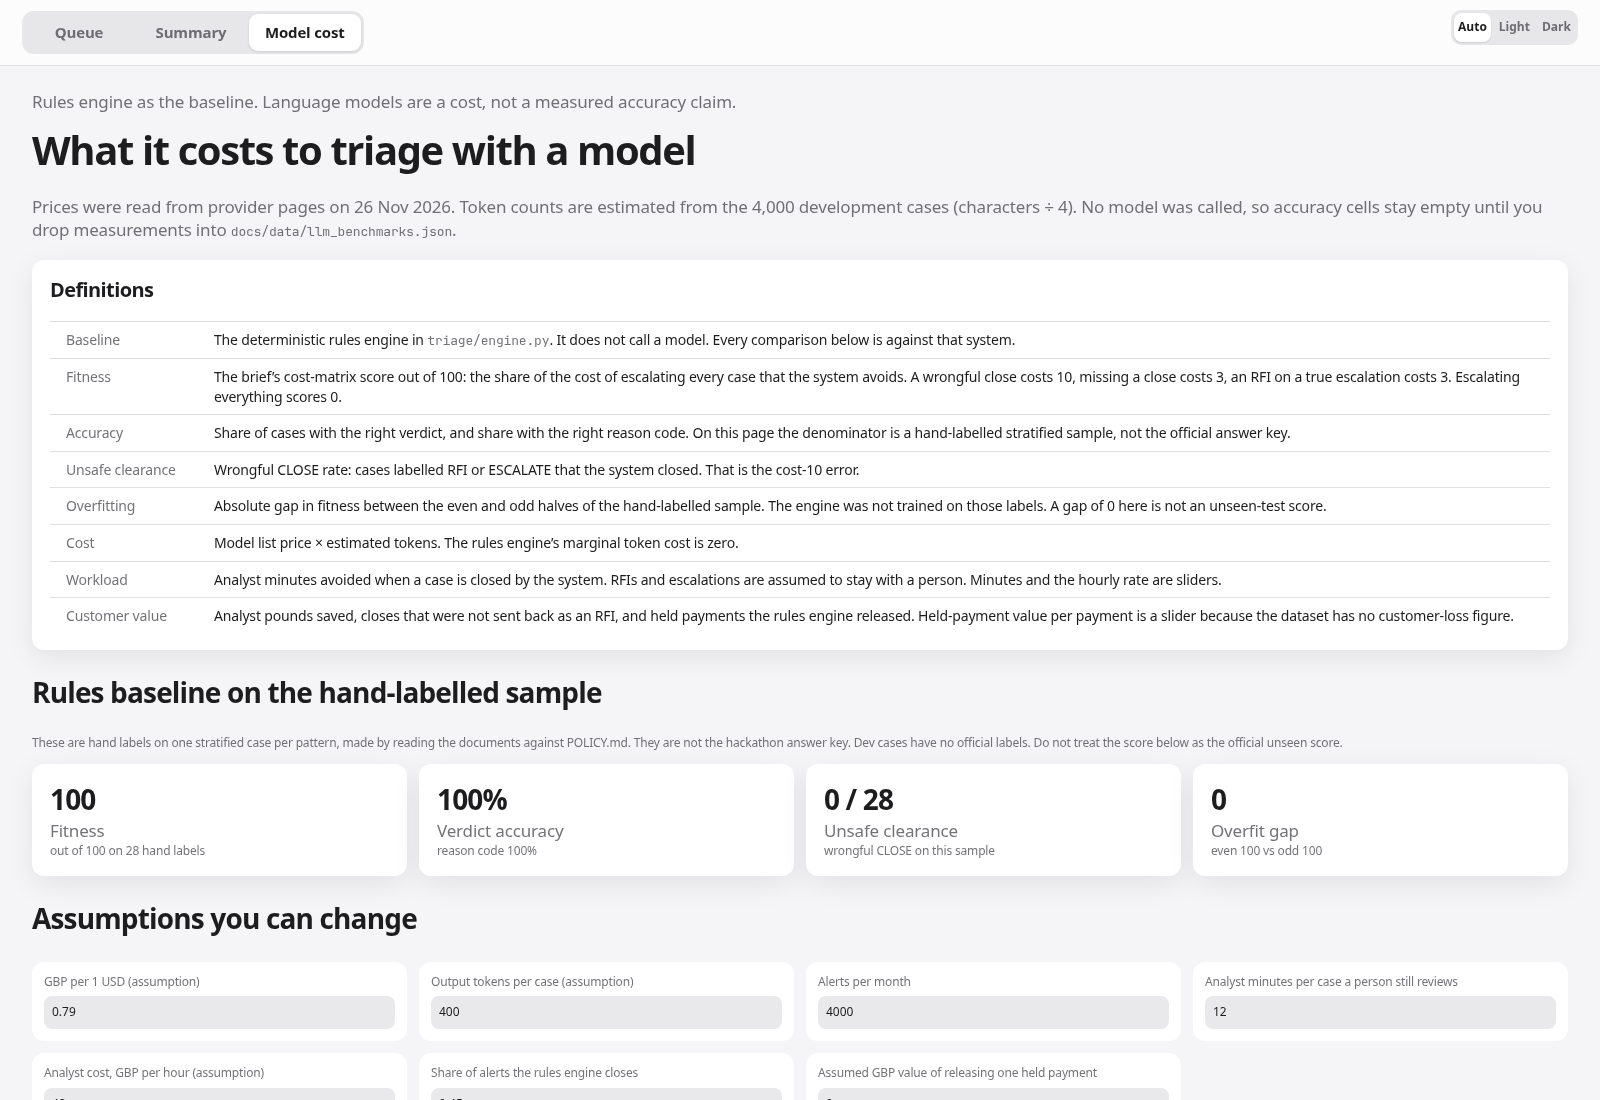 Queue Summary Model cost
Auto Light Dark
Rules engine as the baseline. Language models are a cost, not a measured accuracy claim.
What it costs to triage with a model
Prices were read from provider pages on 26 Nov 2026. Token counts are estimated from the 4,000 development cases (characters ÷ 4). No model was called, so accuracy cells stay empty until you
drop measurements into docs/data/llm_benchmarks.json.
Definitions
Baseline The deterministic rules engine in triage/engine.py. It does not call a model. Every comparison below is against that system.
Fitness The brief’s cost-matrix score out of 100: the share of the cost of escalating every case that the system avoids. A wrongful close costs 10, missing a close costs 3, an RFI on a true escalation costs 3. Escalating
everything scores 0.
Accuracy Share of cases with the right verdict, and share with the right reason code. On this page the denominator is a hand-labelled stratified sample, not the official answer key.
Unsafe clearance Wrongful CLOSE rate: cases labelled RFI or ESCALATE that the system closed. That is the cost-10 error.
Overfitting Absolute gap in fitness between the even and odd halves of the hand-labelled sample. The engine was not trained on those labels. A gap of 0 here is not an unseen-test score.
Cost Model list price × estimated tokens. The rules engine’s marginal token cost is zero.
Workload Analyst minutes avoided when a case is closed by the system. RFIs and escalations are assumed to stay with a person. Minutes and the hourly rate are sliders.
Customer value Analyst pounds saved, closes that were not sent back as an RFI, and held payments the rules engine released. Held-payment value per payment is a slider because the dataset has no customer-loss figure.
Rules baseline on the hand-labelled sample
These are hand labels on one stratified case per pattern, made by reading the documents against POLICY.md. They are not the hackathon answer key. Dev cases have no official labels. Do not treat the score below as the official unseen score.
100 100% 0 / 28 0
Fitness Verdict accuracy Unsafe clearance Overfit gap
out of 100 on 28 hand labels reason code 100% wrongful CLOSE on this sample even 100 vs odd 100
Assumptions you can change
GBP per 1 USD (assumption) Output tokens per case (assumption) Alerts per month Analyst minutes per case a person still reviews
0.79 400 4000 12
Analyst cost, GBP per hour (assumption) Share of alerts the rules engine closes Assumed GBP value of releasing one held payment